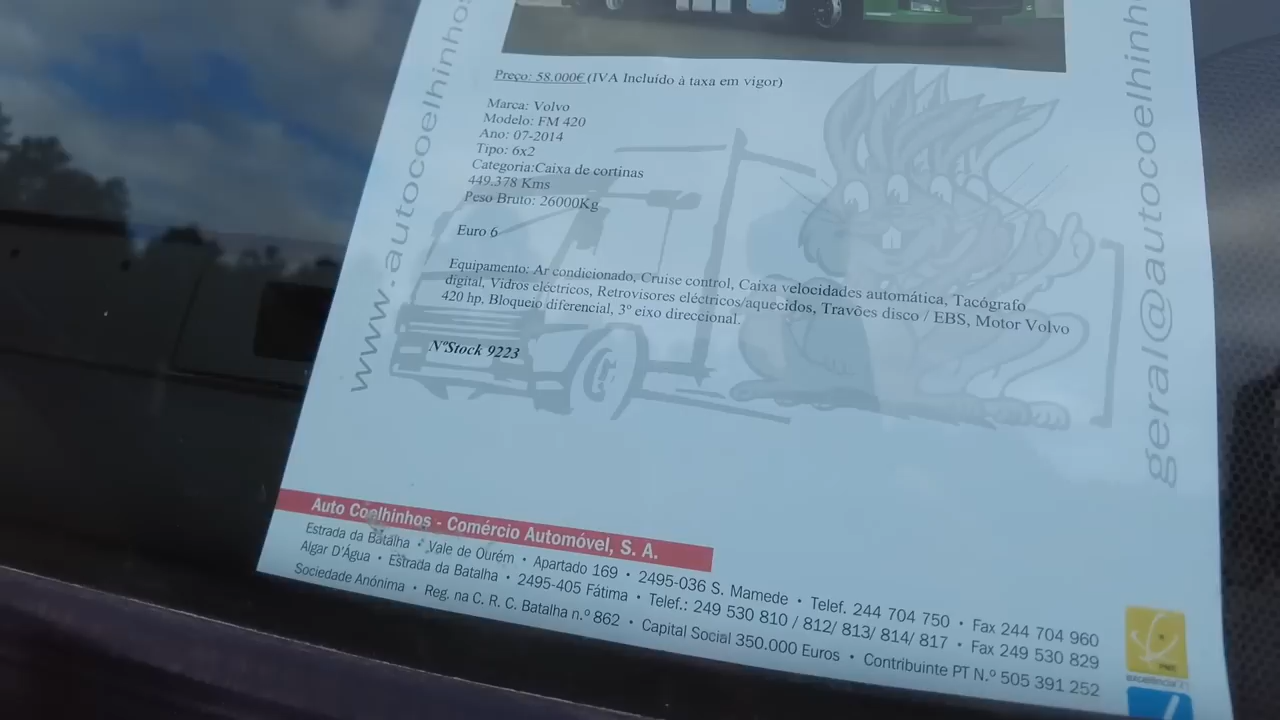 Preço: 58.000€ (IVA Incluído à taxa em vigor)
Marca: Volvo
Modelo: FM 420
Ano: 07-2014
Tipo: 6x2
Categoria:Caixa de cortinas
449.378 Kms
Peso Bruto: 26000Kg
Euro 6
Equipamento: Ar condicionado, Cruise control, Caixa velocidades automática, Tacógrafo
digital, Vidros eléctricos, Retrovisores eléctricos/aquecidos, Travões disco / EBS, Motor Volvo
420 hp. Bloqueio diferencial, 3º eixo direccional.
NºStock 9223
www.autocoelhinhos
geral@autocoelhinh
Auto Coelhinhos - Comércio Automóvel, S. A.
Estrada da Batalha • Vale de Ourém • Apartado 169 • 2495-036 S. Mamede • Telef. 244 704 750 • Fax 244 704 960
Algar D'Água • Estrada da Batalha • 2495-405 Fátima • Telef.: 249 530 810 / 812/ 813/ 814/ 817 • Fax 249 530 829
Sociedade Anónima • Reg. na C. R. C. Batalha n.º 862 • Capital Social 350.000 Euros • Contribuinte PT N.º 505 391 252